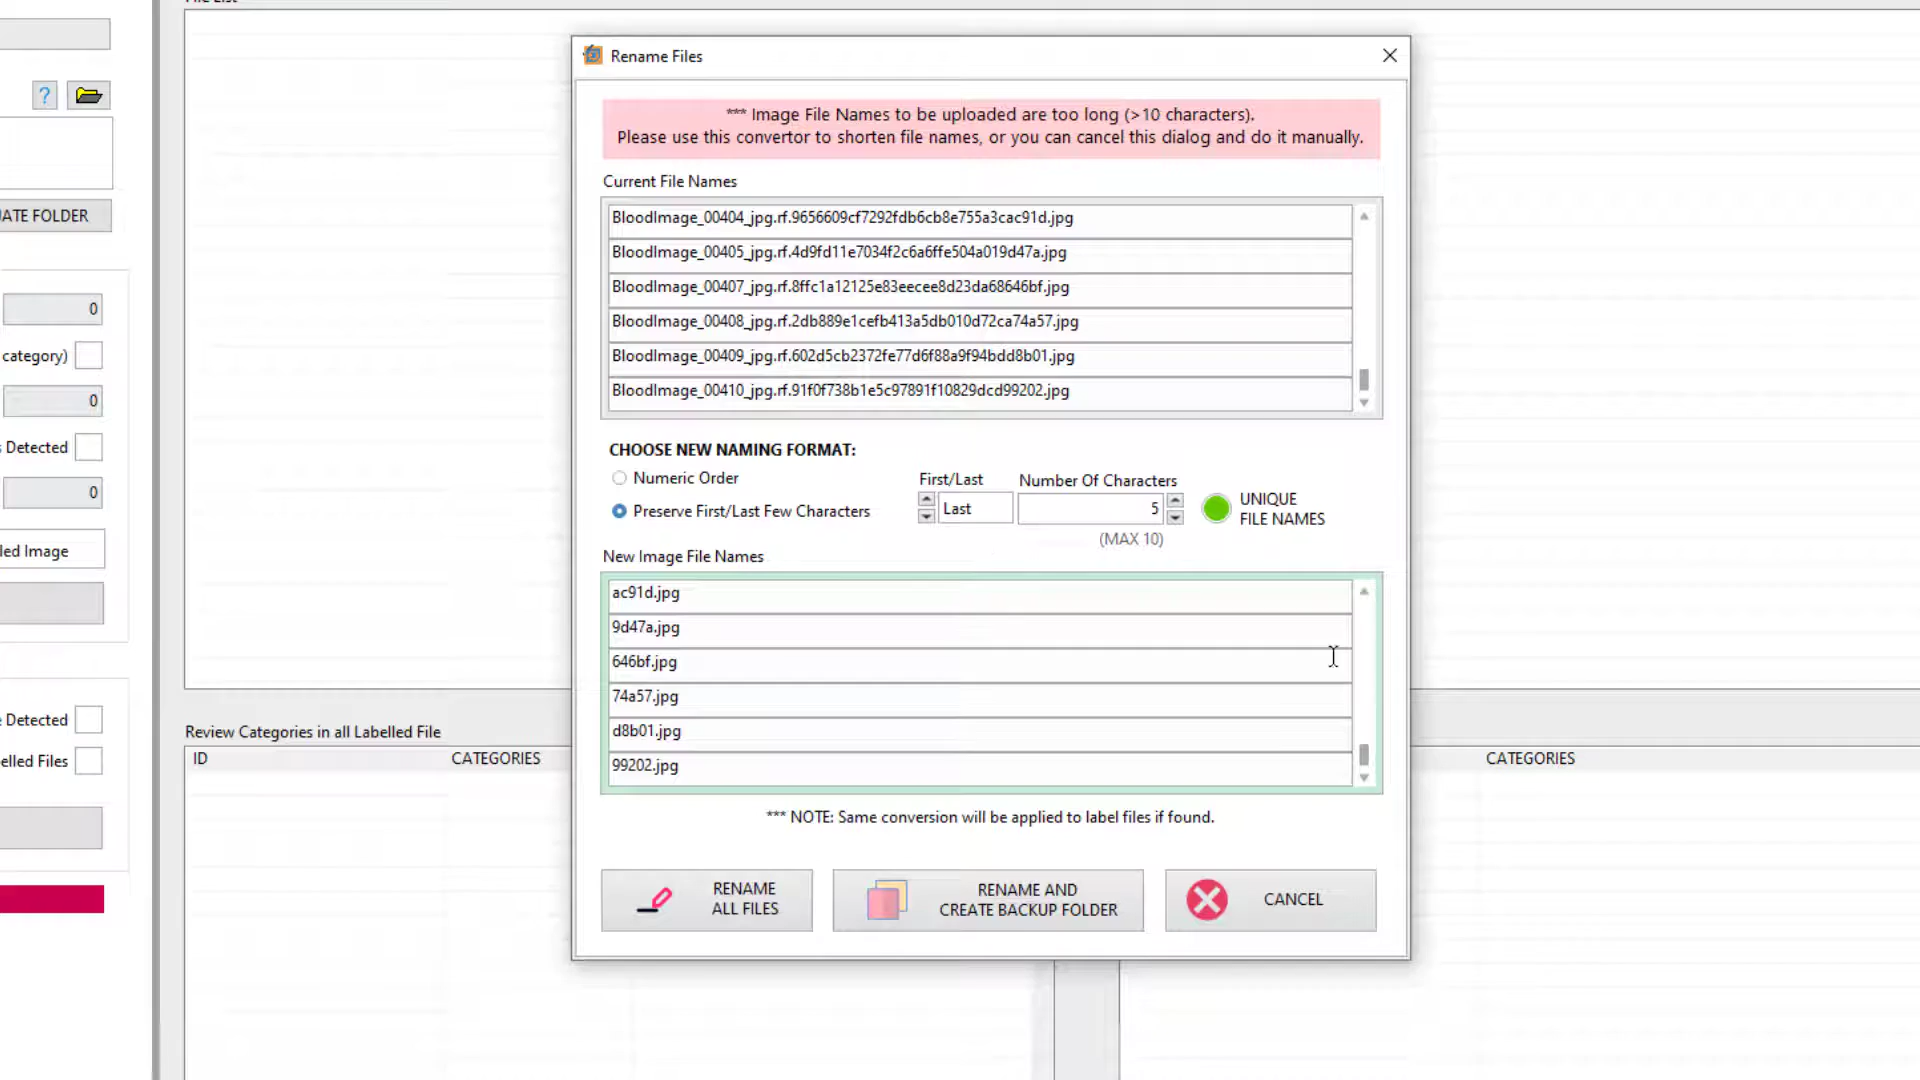 Rename Files
*** Image File Names to be uploaded are too long (>10 characters).
Please use this convertor to shorten file names, or you can cancel this dialog and do it manually.
Current File Names
BloodImage_00404_jpg.rf.9656609cf7292fdb6cb8e755a3cac91d.jpg
BloodImage_00405_jpg.rf.4d9fd11e7034f2c6a6ffe504a019d47a.jpg
BloodImage_00407_jpg.rf.8ffc1a12125e83eecee8d23da68646bf.jpg
BloodImage_00408_jpg.rf.2db889e1cefb413a5db010d72ca74a57.jpg
BloodImage_00409_jpg.rf.602d5cb2372fe77d6f88a9f94bdd8b01.jpg
BloodImage_00410_jpg.rf.91f0f738b1e5c97891f10829dcd99202.jpg
CHOOSE NEW NAMING FORMAT:
Numeric Order
Preserve First/Last Few Characters
First/Last
Last
Number Of Characters
5
(MAX 10)
UNIQUE
FILE NAMES
New Image File Names
ac91d.jpg
9d47a.jpg
646bf.jpg
74a57.jpg
d8b01.jpg
99202.jpg
*** NOTE: Same conversion will be applied to label files if found.
RENAME
ALL FILES
RENAME AND
CREATE BACKUP FOLDER
CANCEL
?
ATE FOLDER
0
category)
0
Detected
0
led Image
Detected
elled Files
Review Categories in all Labelled File
ID CATEGORIES
CATEGORIES